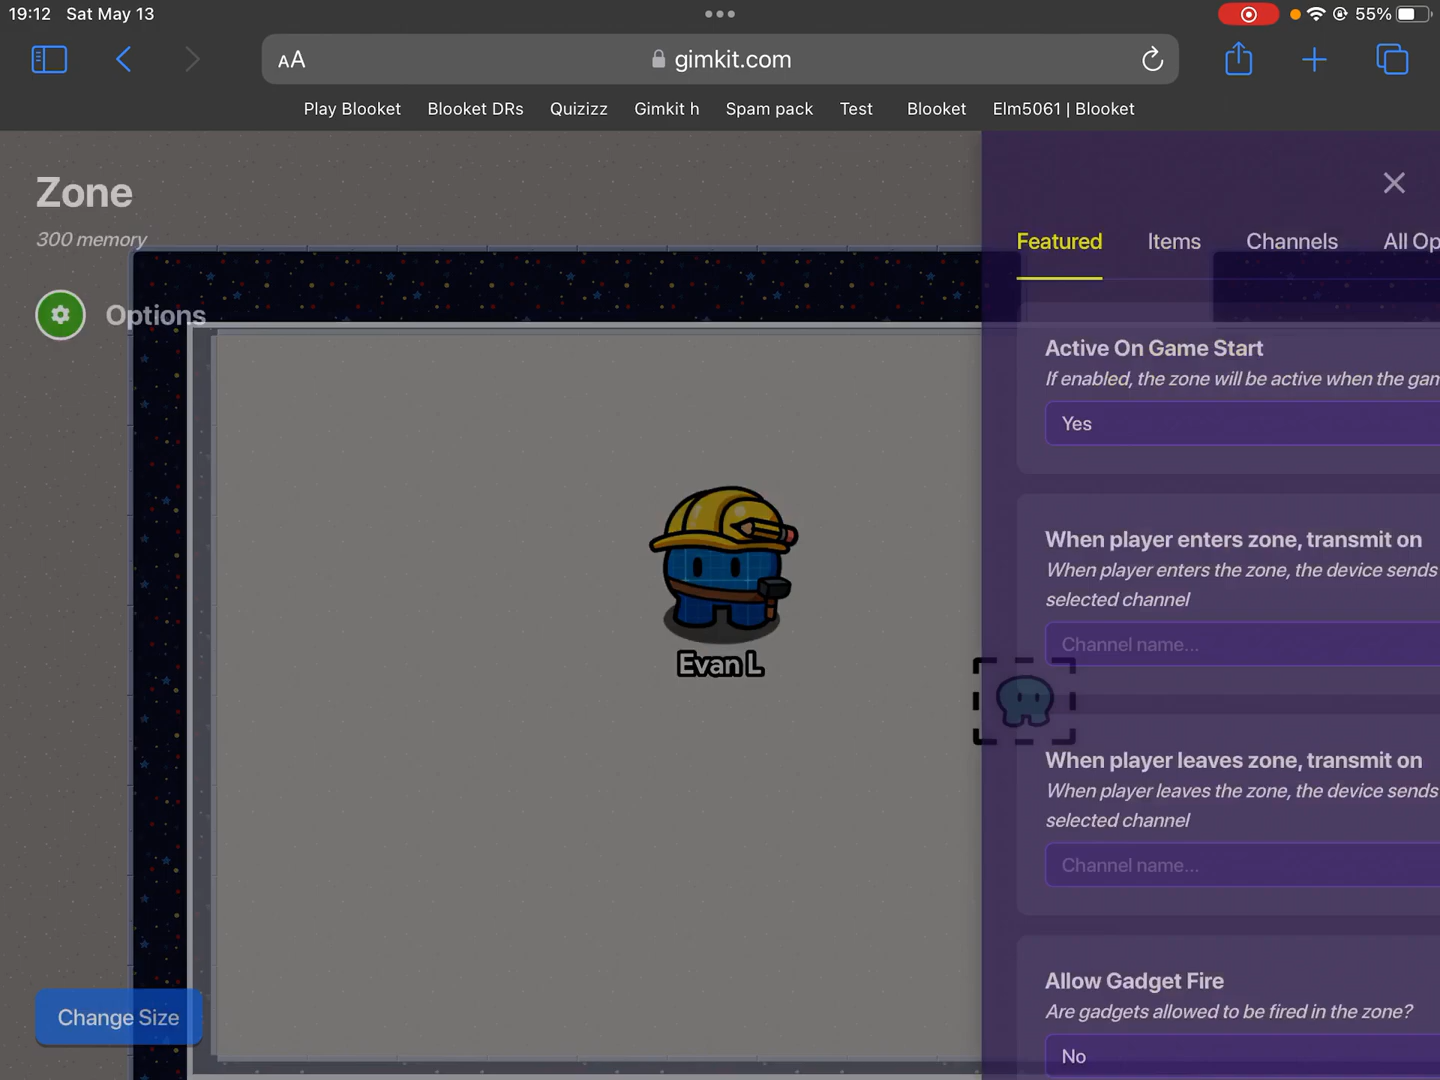 19:12 Sat May 13
55%
AA
gimkit.com
Play Blooket Blooket DRs Quizizz Gimkit h Spam pack Test Blooket Elm5061 | Blooket
Zone
300 memory
Options
Featured Items Channels All Op
Active On Game Start
If enabled, the zone will be active when the gam
Yes
When player enters zone, transmit on
When player enters the zone, the device sends
selected channel
Channel name...
Evan L
When player leaves zone, transmit on
When player leaves the zone, the device sends
selected channel
Channel name...
Allow Gadget Fire
Are gadgets allowed to be fired in the zone?
No
Change Size